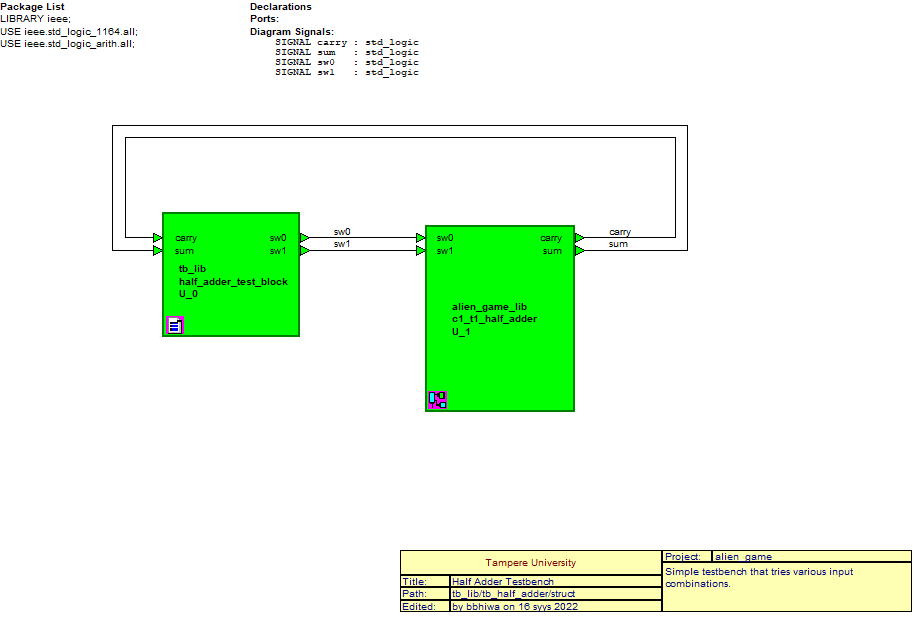 Package List
LIBRARY ieee;
USE ieee.std_logic_1164.all;
USE ieee.std_logic_arith.all;
Declarations
Ports:
Diagram Signals:
SIGNAL carry : std_logic
SIGNAL sum : std_logic
SIGNAL sw0 : std_logic
SIGNAL sw1 : std_logic
carry sw0
sum sw1
tb_lib
half_adder_test_block
U_0
sw0
sw1
sw0 carry
sw1 sum
alien_game_lib
c1_t1_half_adder
U_1
carry
sum
Tampere University
Title: Half Adder Testbench
Path: tb_lib/tb_half_adder/struct
Edited: by bbhiwa on 16 syys 2022
Project: alien_game
Simple testbench that tries various input
combinations.